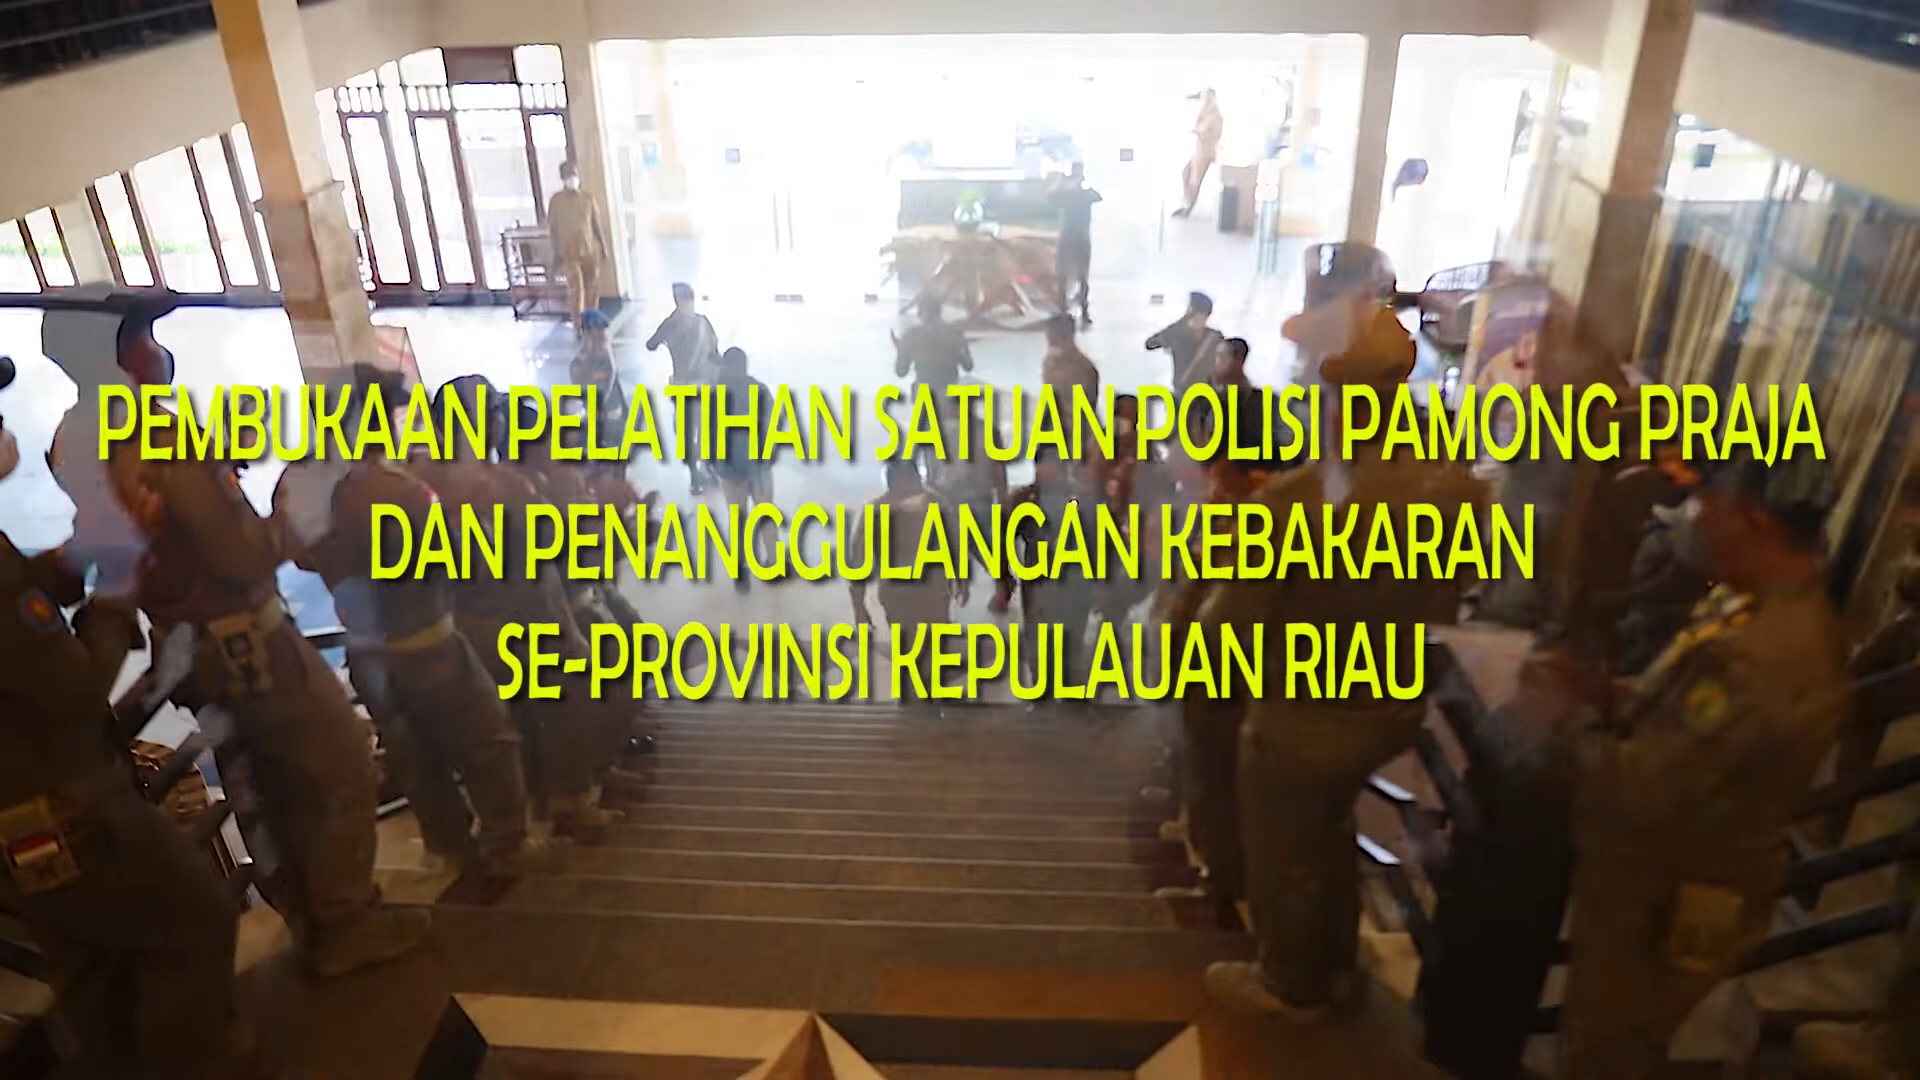 PEMBUKAAN PELATIHAN SATUAN POLISI PAMONG PRAJA
DAN PENANGGULANGAN KEBAKARAN
SE-PROVINSI KEPULAUAN RIAU